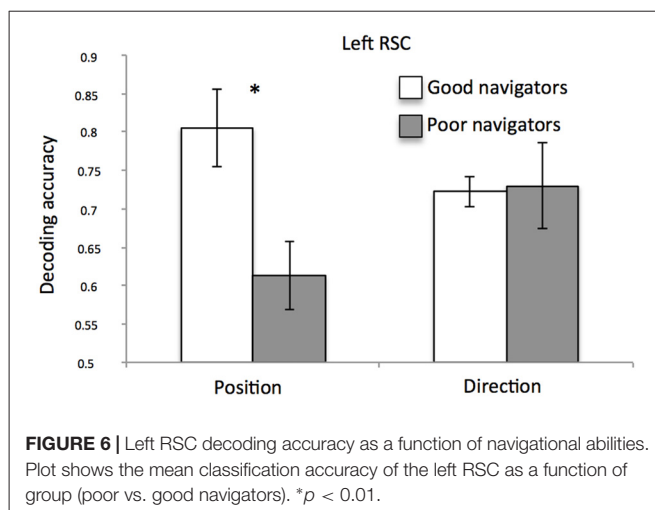 Left RSC
0.9
0.85
0.8
0.75
0.7
0.65
0.6
0.55
0.5
Decoding accuracy
*
Good navigators
Poor navigators
Position
Direction
FIGURE 6 | Left RSC decoding accuracy as a function of navigational abilities.
Plot shows the mean classification accuracy of the left RSC as a function of
group (poor vs. good navigators). *p < 0.01.